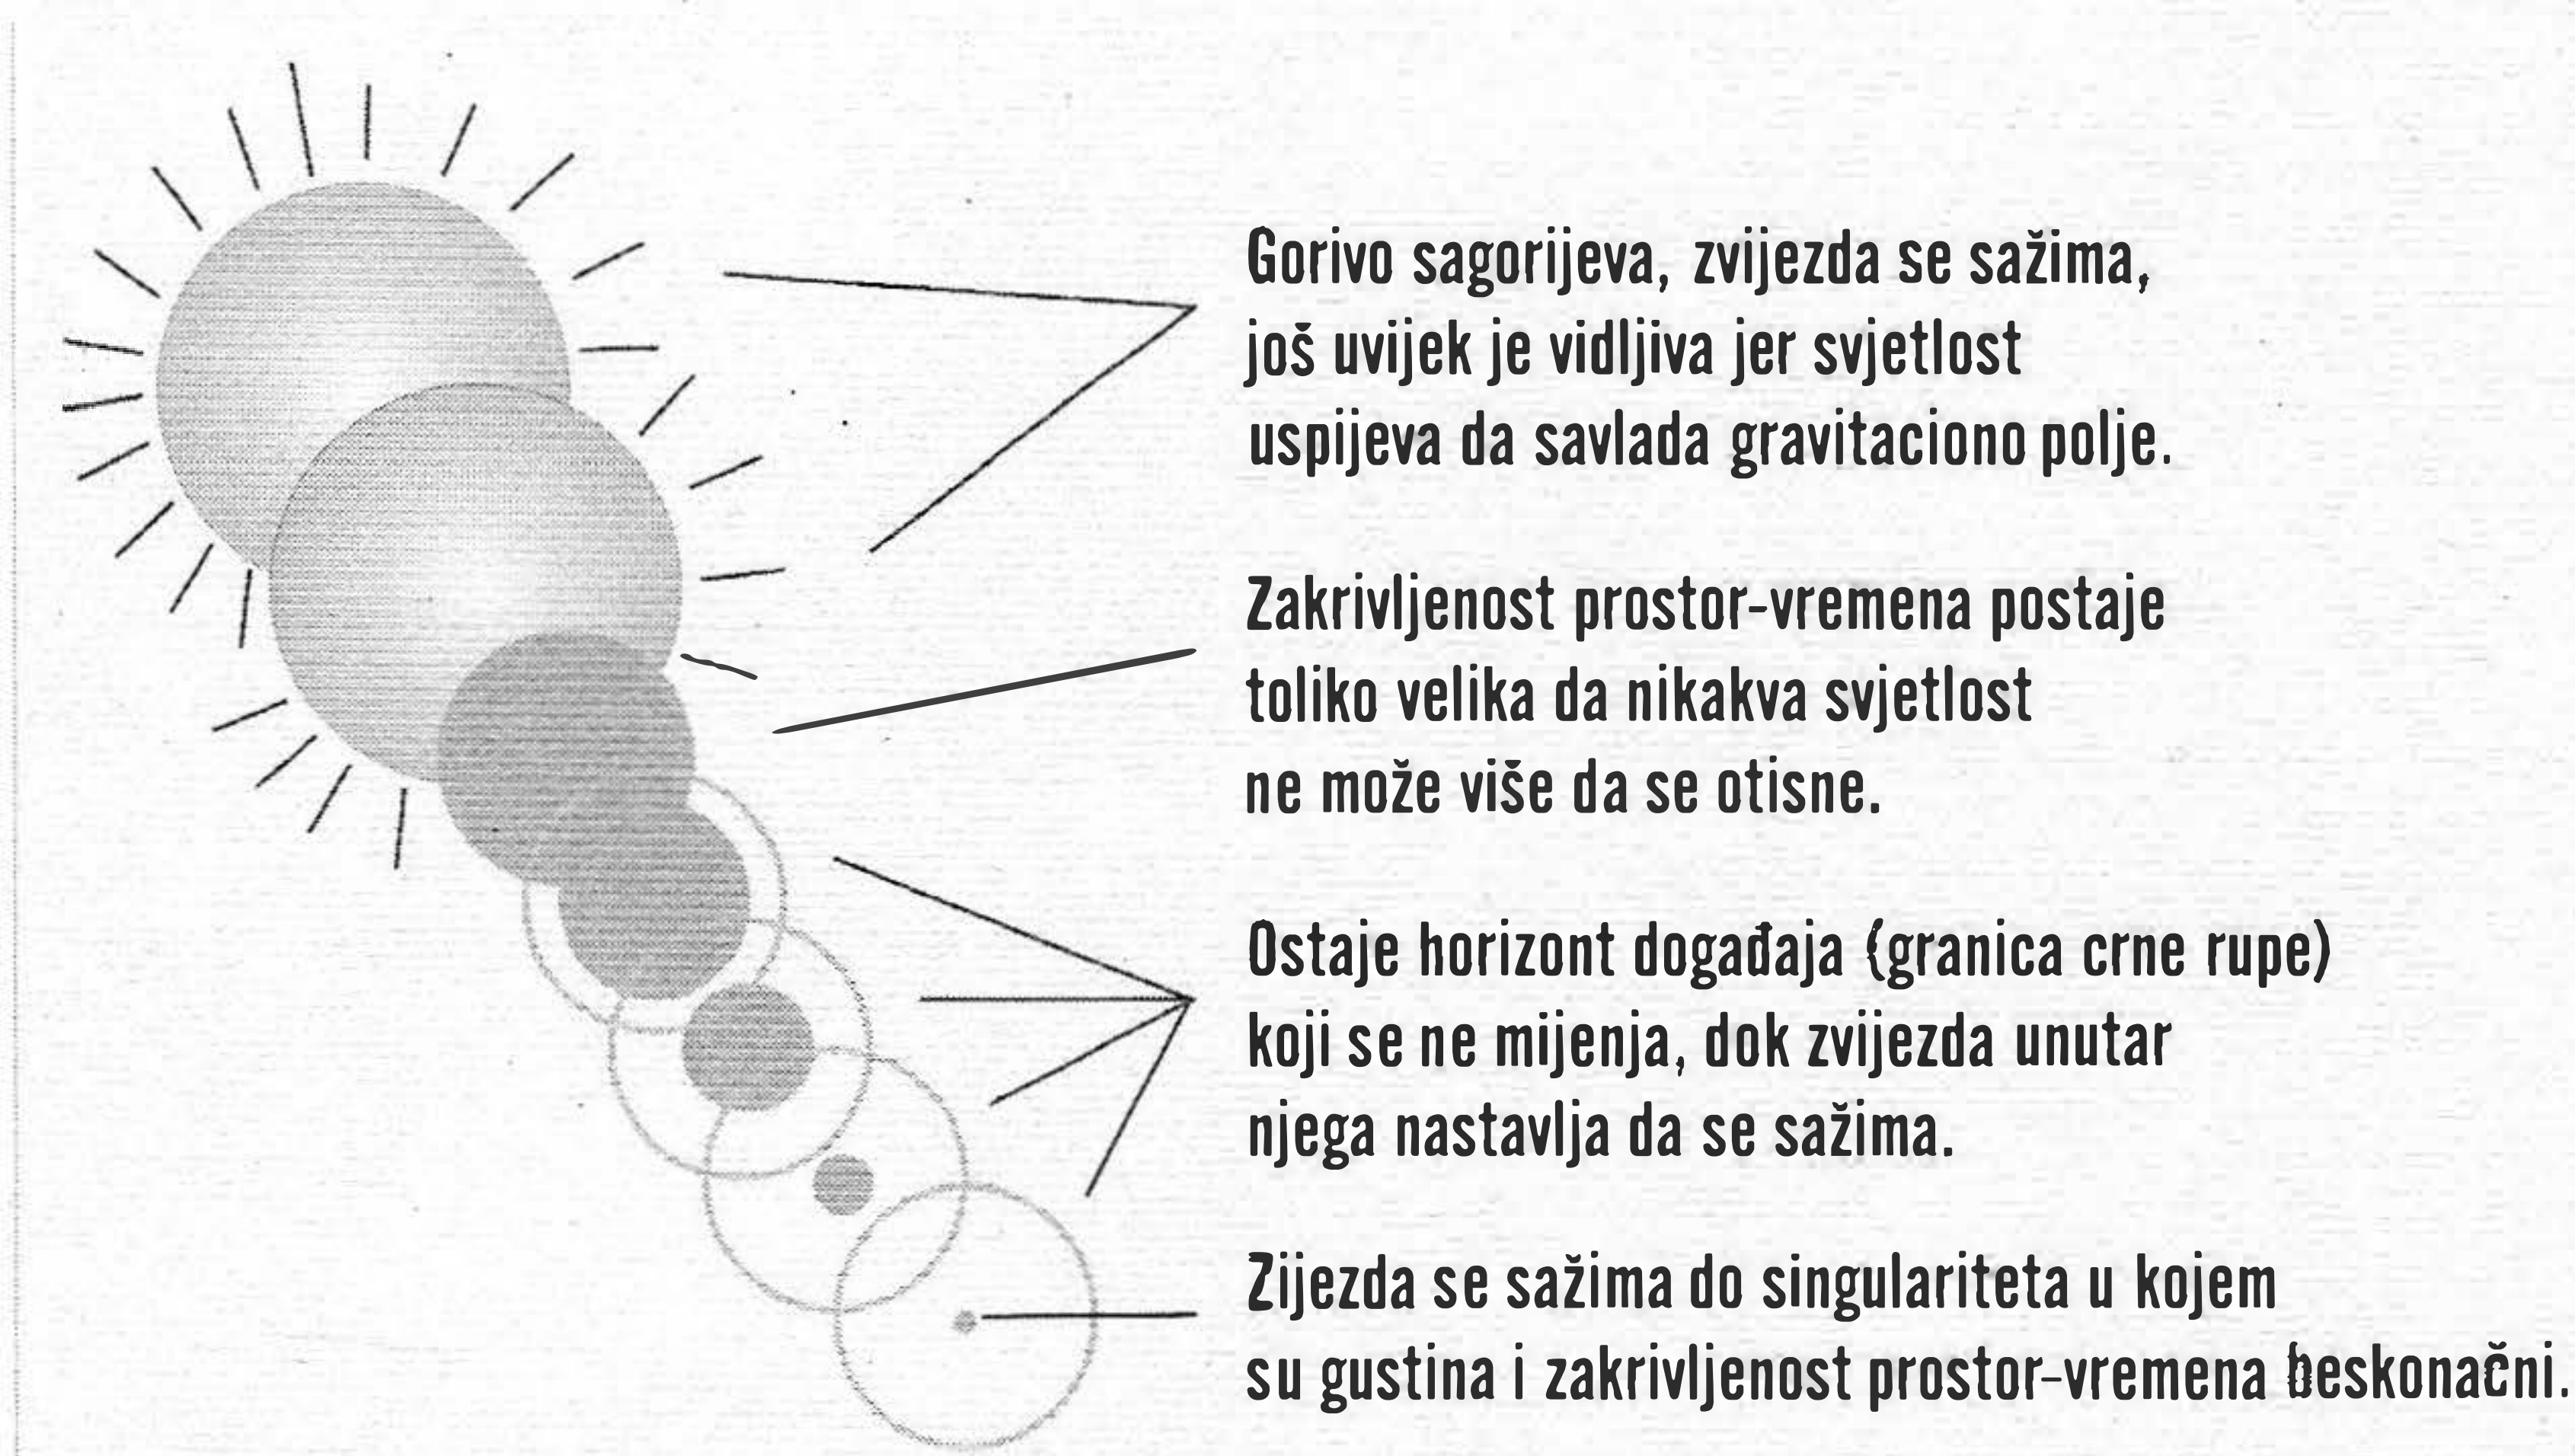 Gorivo sagorijeva, zvijezda se sažima,
još uvijek je vidljiva jer svjetlost
uspijeva da savlada gravitaciono polje.
Zakrivljenost prostor-vremena postaje
toliko velika da nikakva svjetlost
ne može više da se otisne.
Ostaje horizont događaja (granica crne rupe)
koji se ne mijenja, dok zvijezda unutar
njega nastavlja da se sažima.
Zijezda se sažima do singulariteta u kojem
su gustina i zakrivljenost prostor-vremena beskonačni.